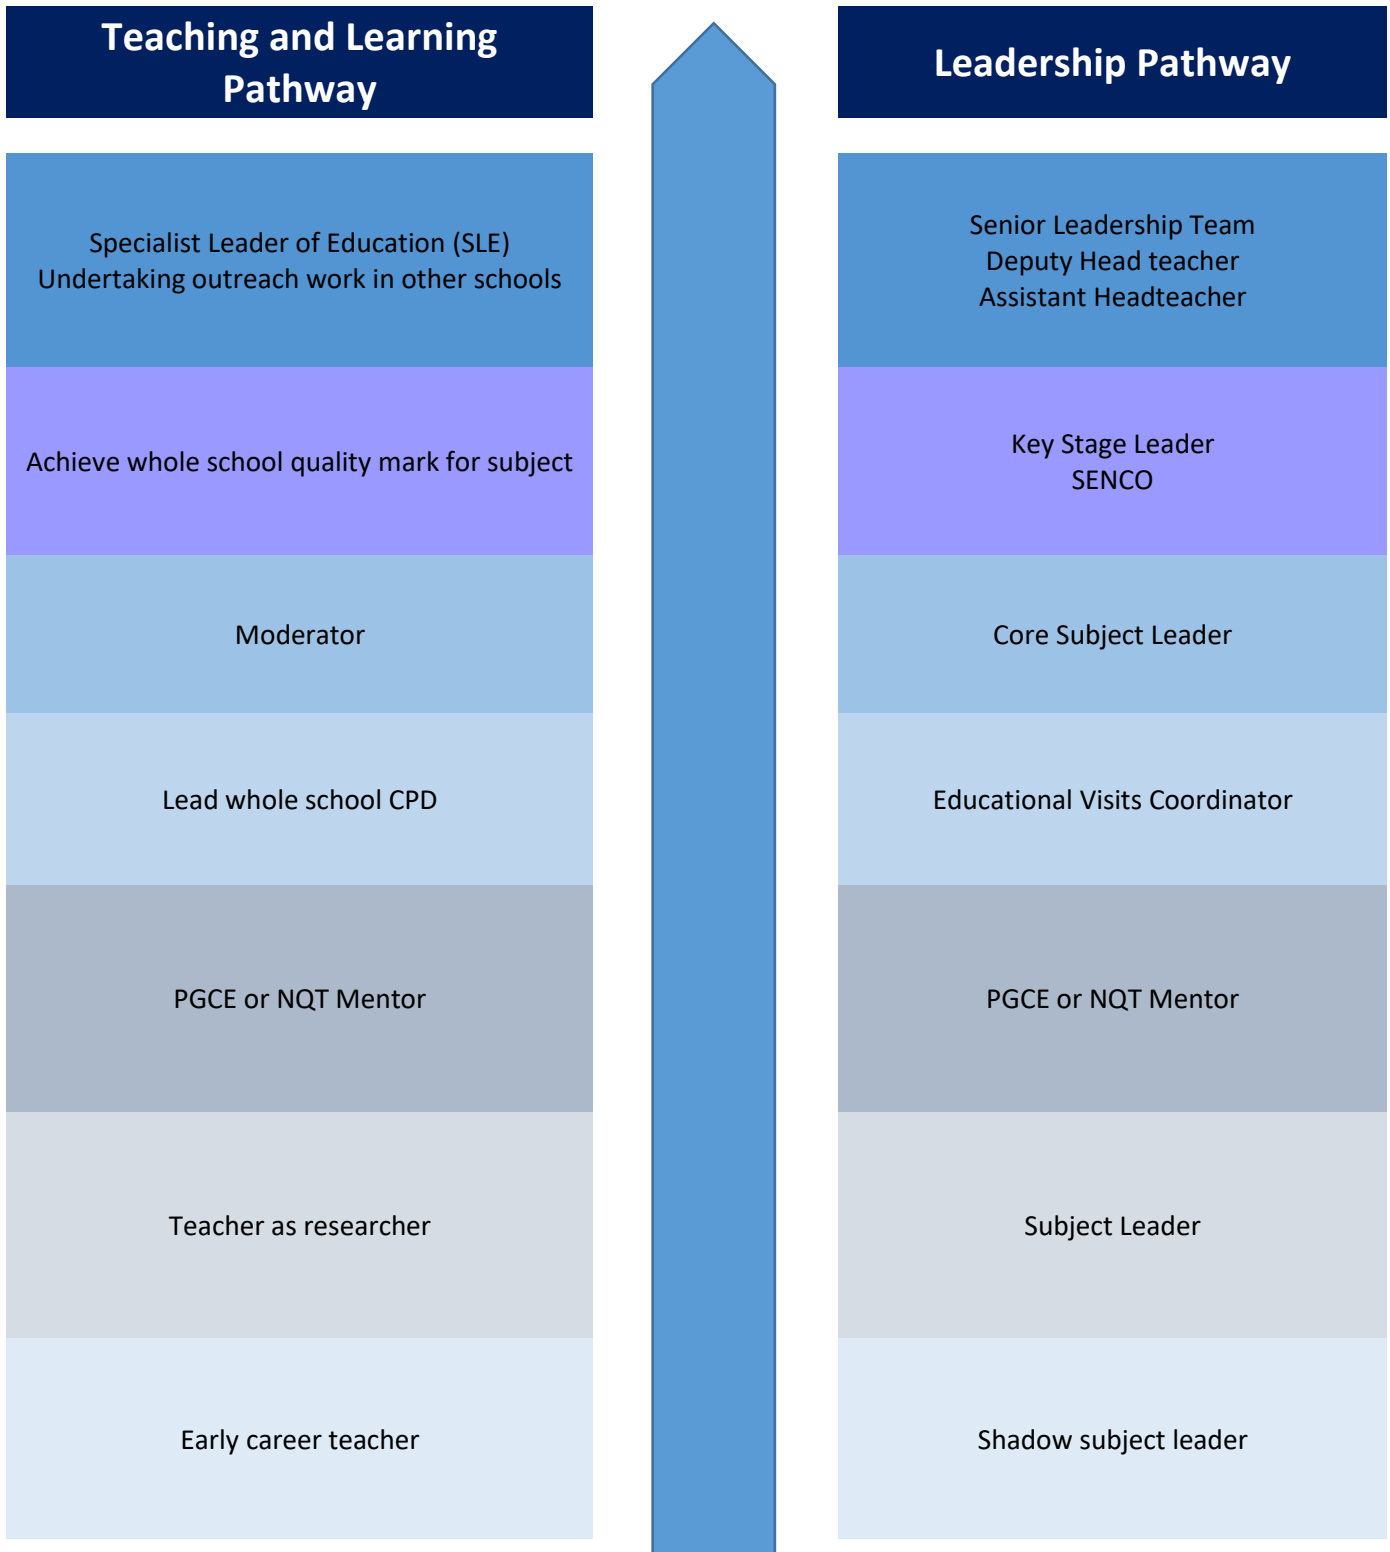 Teaching and Learning
Pathway
Specialist Leader of Education (SLE)
Undertaking outreach work in other schools
Achieve whole school quality mark for subject
Moderator
Lead whole school CPD
PGCE or NQT Mentor
Teacher as researcher
Early career teacher
Leadership Pathway
Senior Leadership Team
Deputy Head teacher
Assistant Headteacher
Key Stage Leader
SENCO
Core Subject Leader
Educational Visits Coordinator
PGCE or NQT Mentor
Subject Leader
Shadow subject leader